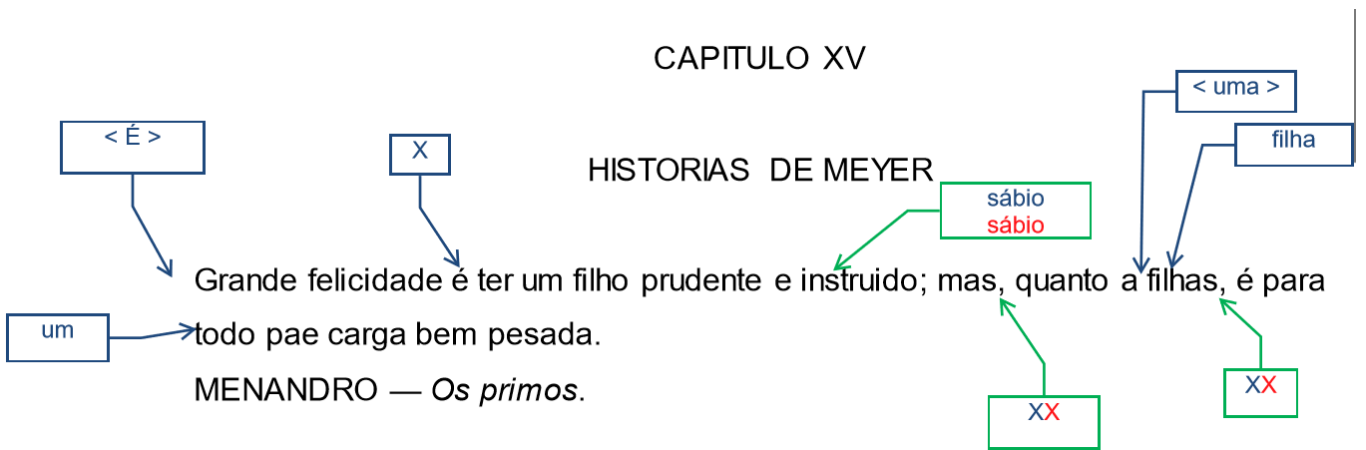 CAPITULO XV
< uma >
< É >
X
filha
HISTORIAS DE MEYER
sábio
sábio
Grande felicidade é ter um filho prudente e instruido; mas, quanto a filhas, é para
um
todo pae carga bem pesada.
MENANDRO — Os primos.
XX
XX